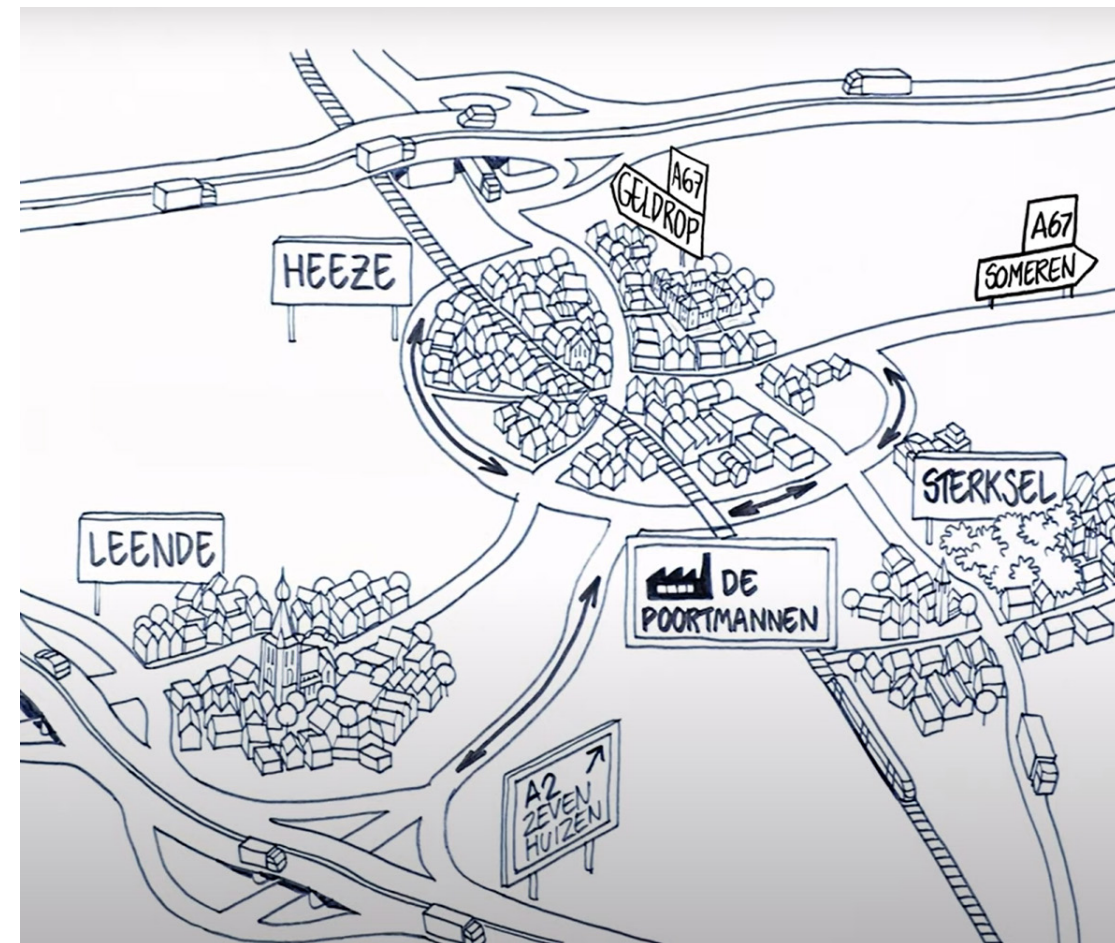 A67
GELDROP
A67
SOMEREN
HEEZE
STERKSEL
LEENDE
DE
POORTMANNEN
A2
ZEVEN
HUIZEN